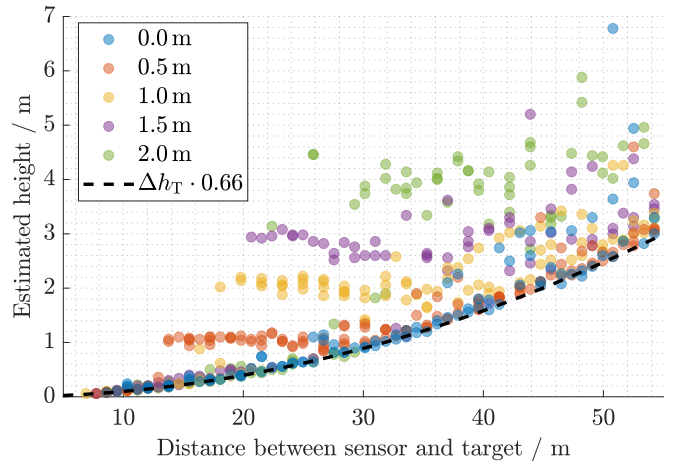 7
6
5
4
3
2
1
0
Estimated height / m
0.0 m
0.5 m
1.0 m
1.5 m
2.0 m
Δh_T · 0.66
10 20 30 40 50
Distance between sensor and target / m